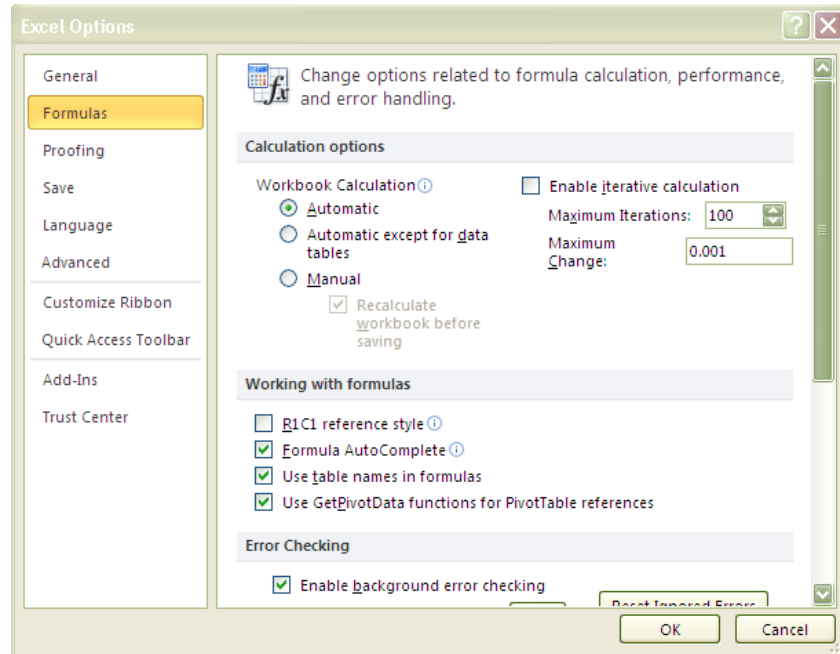 Excel Options
General
Formulas
Proofing
Save
Language
Advanced
Customize Ribbon
Quick Access Toolbar
Add-Ins
Trust Center
Change options related to formula calculation, performance,
and error handling.
Calculation options
Workbook Calculation
Automatic
Automatic except for data
tables
Manual
Recalculate
workbook before
saving
Enable iterative calculation
Maximum Iterations: 100
Maximum
Change: 0.001
Working with formulas
R1C1 reference style
Formula AutoComplete
Use table names in formulas
Use GetPivotData functions for PivotTable references
Error Checking
Enable background error checking
Reset Ignored Errors
OK Cancel